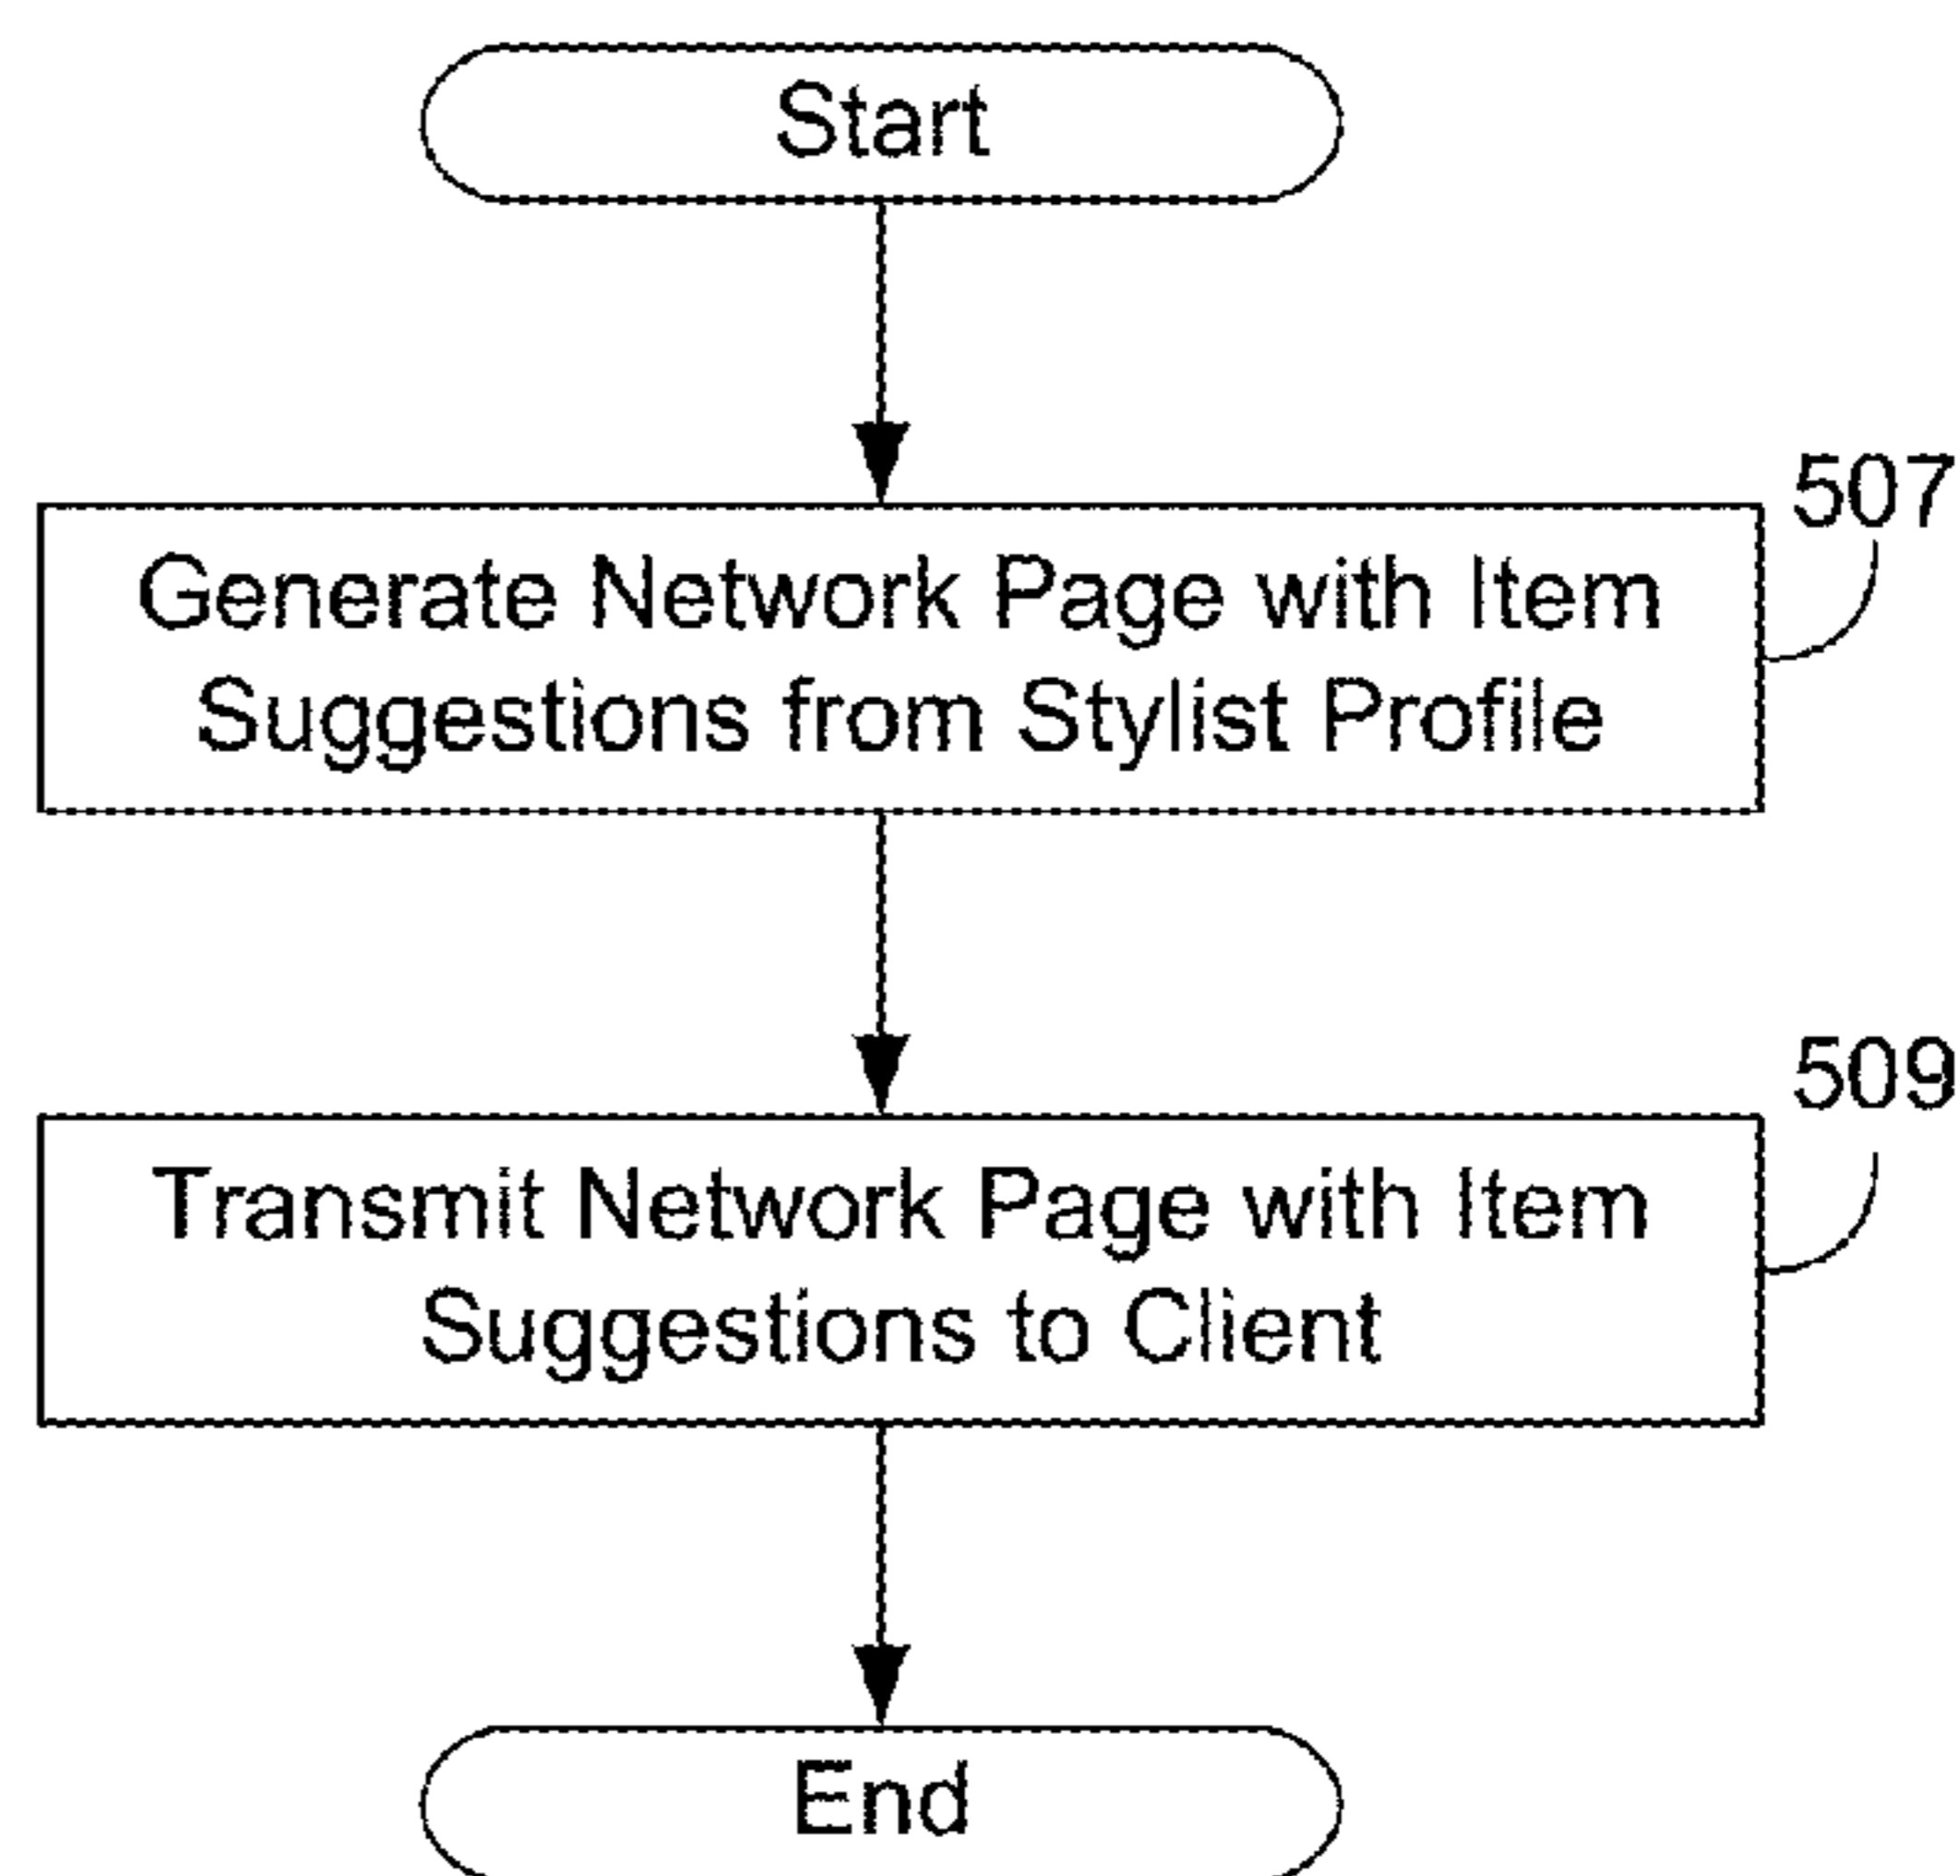 Start
507
Generate Network Page with Item
Suggestions from Stylist Profile
509
Transmit Network Page with Item
Suggestions to Client
End